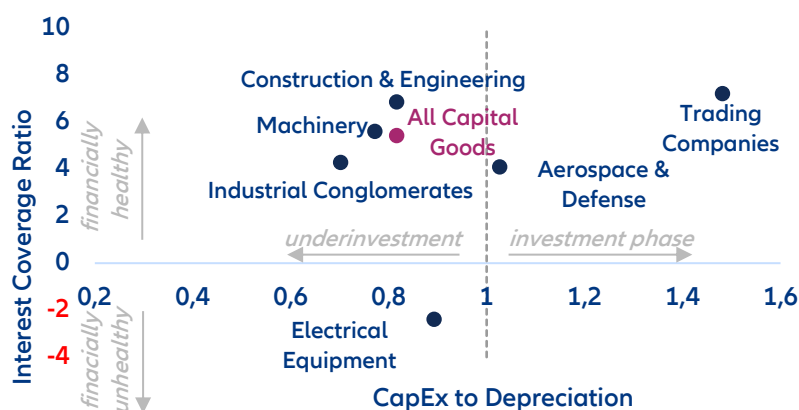 10
8
6
4
2
0
-2
-4
Interest Coverage Ratio
financially
healthy
finacially
unhealthy
Construction & Engineering
Machinery
All Capital
Goods
Industrial Conglomerates
Trading
Companies
Aerospace &
Defense
underinvestment
investment phase
0,2
0,4
0,6
0,8
1
1,2
1,4
1,6
Electrical
Equipment
CapEx to Depreciation